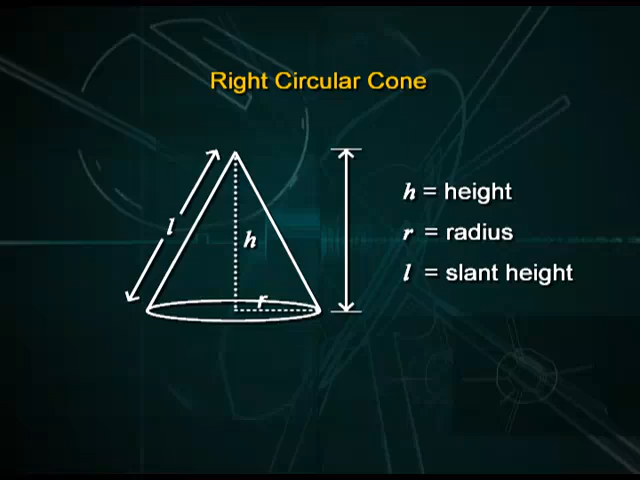 Right Circular Cone
l
h
r
h = height
r = radius
l = slant height